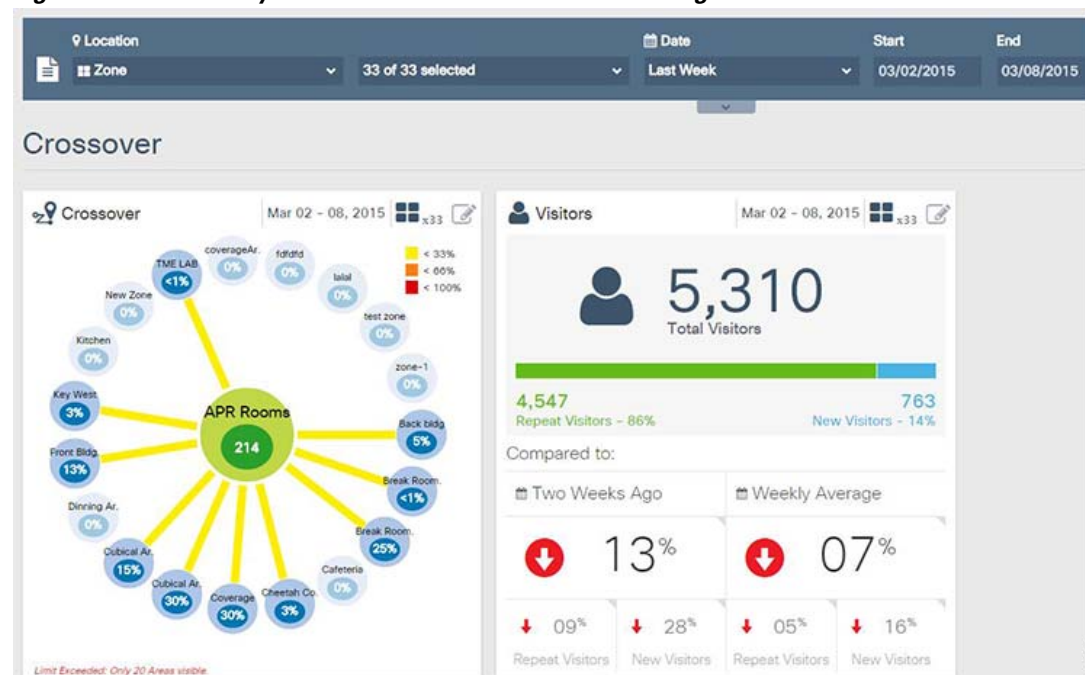 Location
Date
Start
End
Zone
33 of 33 selected
Last Week
03/02/2015
03/08/2015
Crossover
Crossover
Mar 02 - 08, 2015
x33
coverageAr.
0%
fdfdfd
0%
lalal
0%
test zone
0%
zone-1
0%
Back bldg
5%
Break Room.
<1%
Break Room.
25%
Cafeteria
0%
Cheetah Co.
3%
Coverage
30%
Cubical Ar.
30%
Cubical Ar.
15%
Dinning Ar.
0%
Front Bldg.
13%
Key West
3%
Kitchen
0%
New Zone
0%
TME LAB
<1%
APR Rooms
214
< 33%
< 66%
< 100%
Limit Exceeded: Only 20 Areas visible
Visitors
Mar 02 - 08, 2015
x33
5,310
Total Visitors
4,547
763
Repeat Visitors - 86%
New Visitors - 14%
Compared to:
Two Weeks Ago
Weekly Average
13%
07%
09%
28%
05%
16%
Repeat Visitors
New Visitors
Repeat Visitors
New Visitors